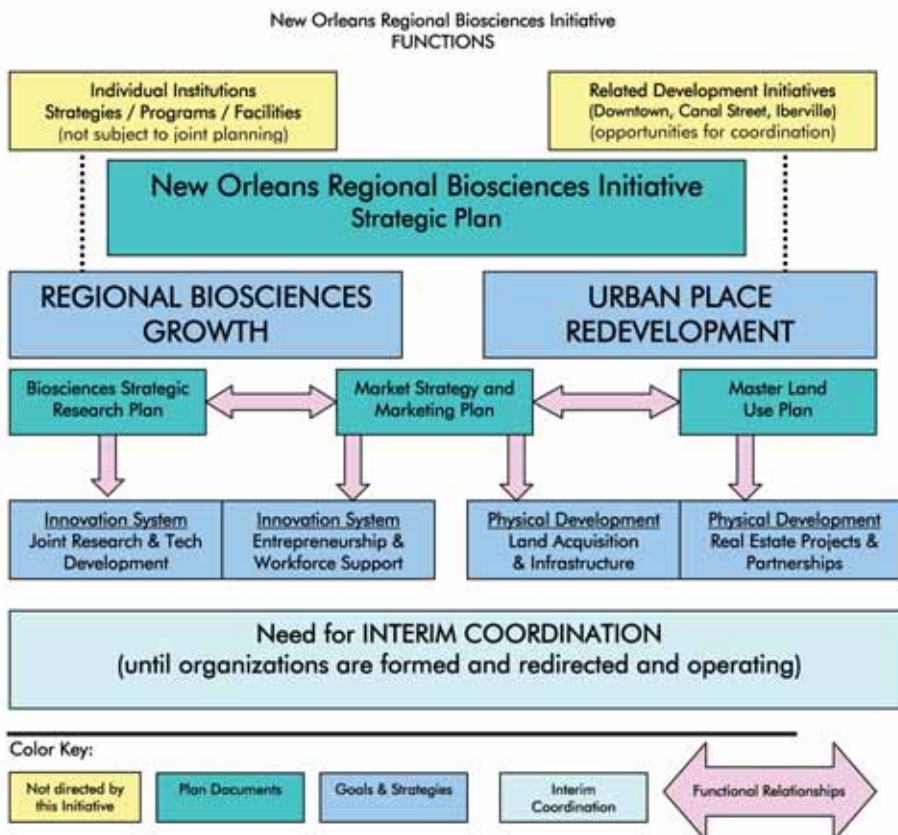 New Orleans Regional Biosciences Initiative
FUNCTIONS
Individual Institutions
Strategies / Programs / Facilities
(not subject to joint planning)
Related Development Initiatives
(Downtown, Canal Street, Iberville)
(opportunities for coordination)
New Orleans Regional Biosciences Initiative
Strategic Plan
REGIONAL BIOSCIENCES
GROWTH
URBAN PLACE
REDEVELOPMENT
Biosciences Strategic
Research Plan
Market Strategy and
Marketing Plan
Master Land
Use Plan
Innovation System
Joint Research & Tech
Development
Innovation System
Entrepreneurship &
Workforce Support
Physical Development
Land Acquisition
& Infrastructure
Physical Development
Real Estate Projects &
Partnerships
Need for INTERIM COORDINATION
(until organizations are formed and redirected and operating)
Color Key:
Not directed by
this Initiative
Plan Documents
Goals & Strategies
Interim
Coordination
Functional Relationships